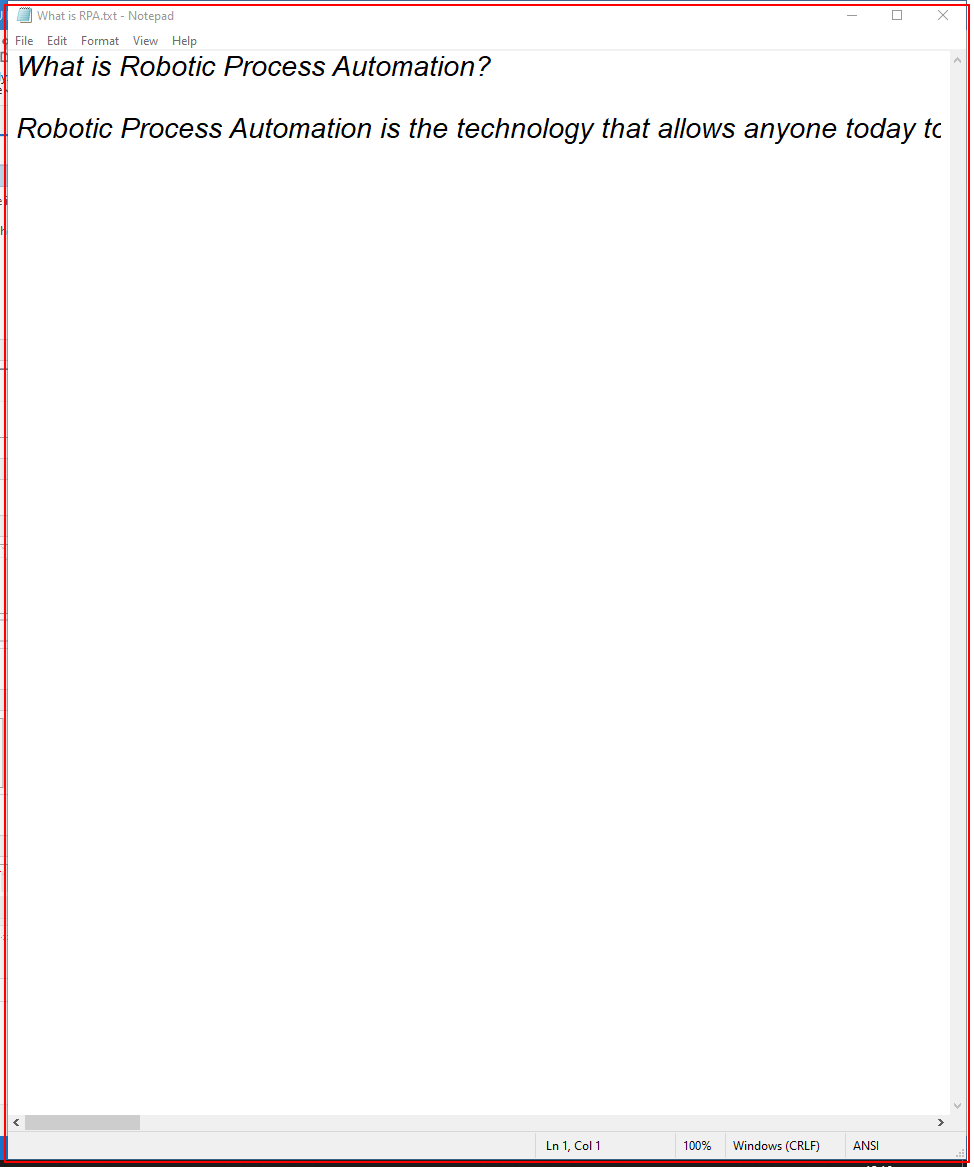 What is RPA.txt - Notepad
File Edit Format View Help
What is Robotic Process Automation?
Robotic Process Automation is the technology that allows anyone today to
Ln 1, Col 1 100% Windows (CRLF) ANSI